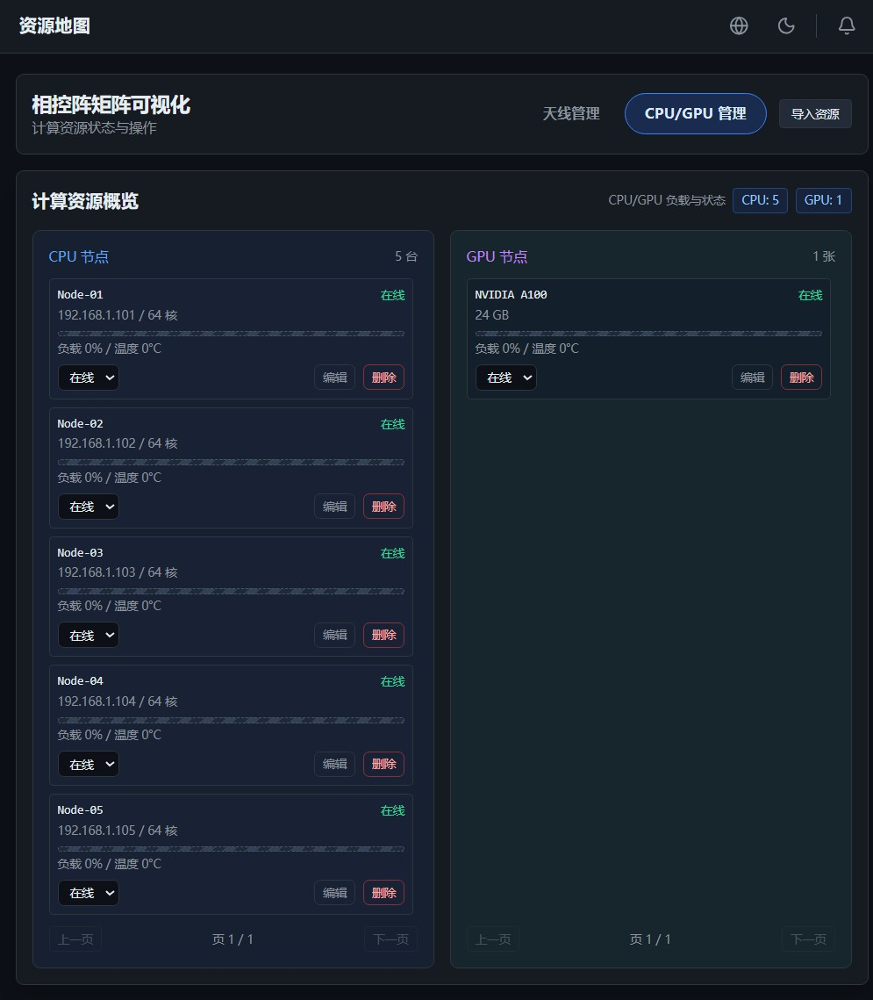 资源地图
相控阵矩阵可视化
计算资源状态与操作
天线管理
CPU/GPU 管理
导入资源
计算资源概览
CPU/GPU 负载与状态
CPU: 5
GPU: 1
CPU 节点
5 台
Node-01
在线
192.168.1.101 / 64 核
负载 0% / 温度 0°C
在线
编辑
删除
Node-02
在线
192.168.1.102 / 64 核
负载 0% / 温度 0°C
在线
编辑
删除
Node-03
在线
192.168.1.103 / 64 核
负载 0% / 温度 0°C
在线
编辑
删除
Node-04
在线
192.168.1.104 / 64 核
负载 0% / 温度 0°C
在线
编辑
删除
Node-05
在线
192.168.1.105 / 64 核
负载 0% / 温度 0°C
在线
编辑
删除
上一页
页 1 / 1
下一页
GPU 节点
1 张
NVIDIA A100
在线
24 GB
负载 0% / 温度 0°C
在线
编辑
删除
上一页
页 1 / 1
下一页